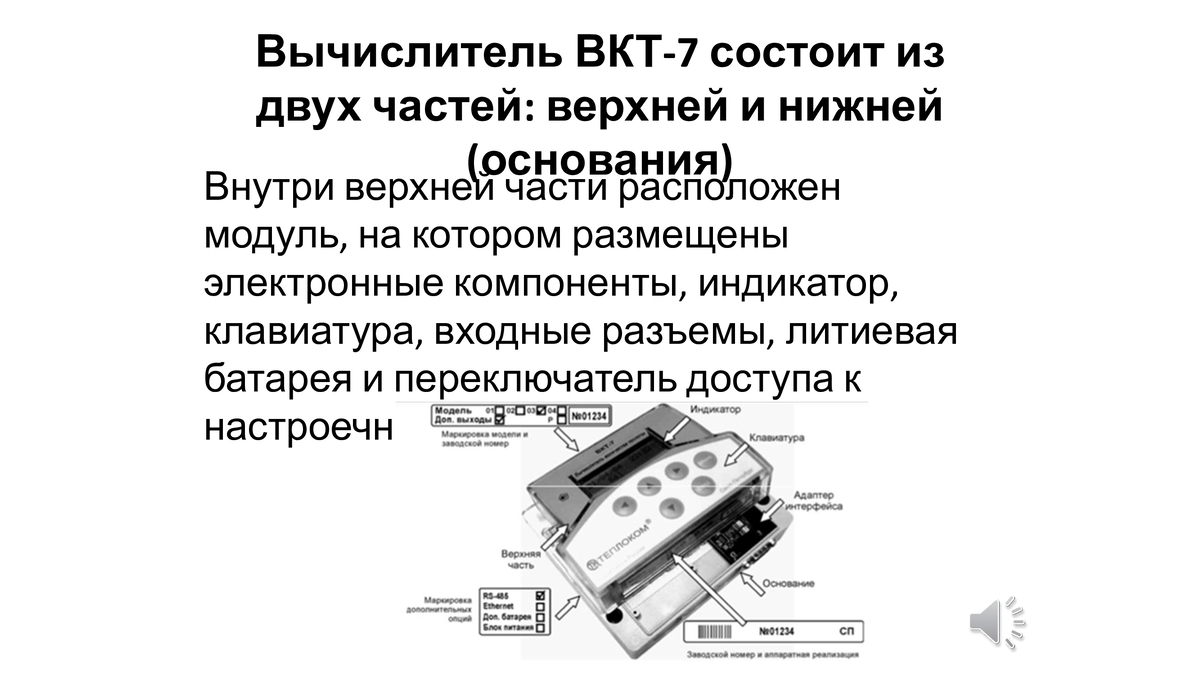 Вычислитель ВКТ-7 состоит из
двух частей: верхней и нижней
(основания)
Внутри верхней части расположен
модуль, на котором размещены
электронные компоненты, индикатор,
клавиатура, входные разъемы, литиевая
батарея и переключатель доступа к
настроечн
Модель 01 02 03 04 №01234
Доп. выходы Р
Маркировка модели и
заводской номер
Индикатор
Клавиатура
ВКТ-7
Адаптер
интерфейса
ТЕПЛОКОМ®
Верхняя
часть
Основание
Маркировка
дополнительных
опций
RS-485
Ethernet
Доп. батарея
Блок питания
№01234 СП
Заводской номер и аппаратная реализация